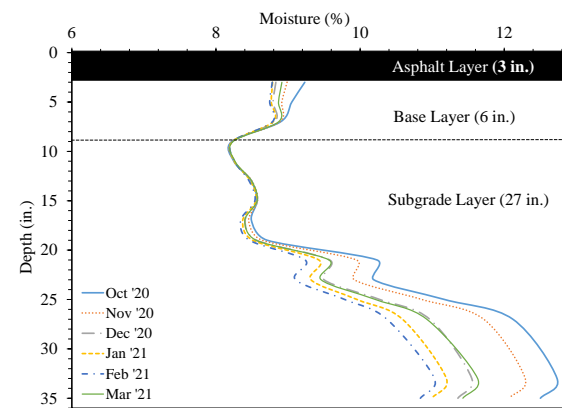 Moisture (%)
6 8 10 12
0
Asphalt Layer (3 in.)
5
Base Layer (6 in.)
10
15
Subgrade Layer (27 in.)
20
25
30
35
Depth (in.)
Oct '20
Nov '20
Dec '20
Jan '21
Feb '21
Mar '21